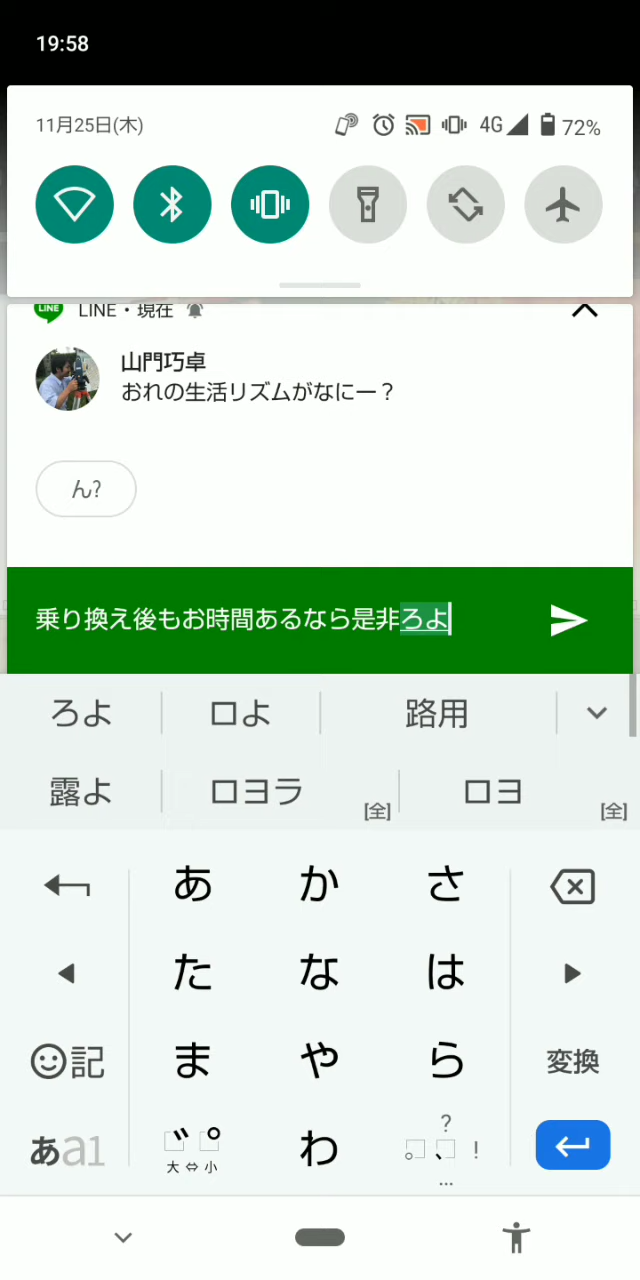 19:58
11月25日(木)
4G 72%
LINE
LINE・現在
山門巧卓
おれの生活リズムがなにー？
ん?
乗り換え後もお時間あるなら是非ろよ
ろよ 口よ 路用
露よ ロヨラ [全] ロヨ [全]
あ か さ
た な は
記 ま や ら 変換
?
あa1 わ 。 、 !
大 ⇔ 小 …